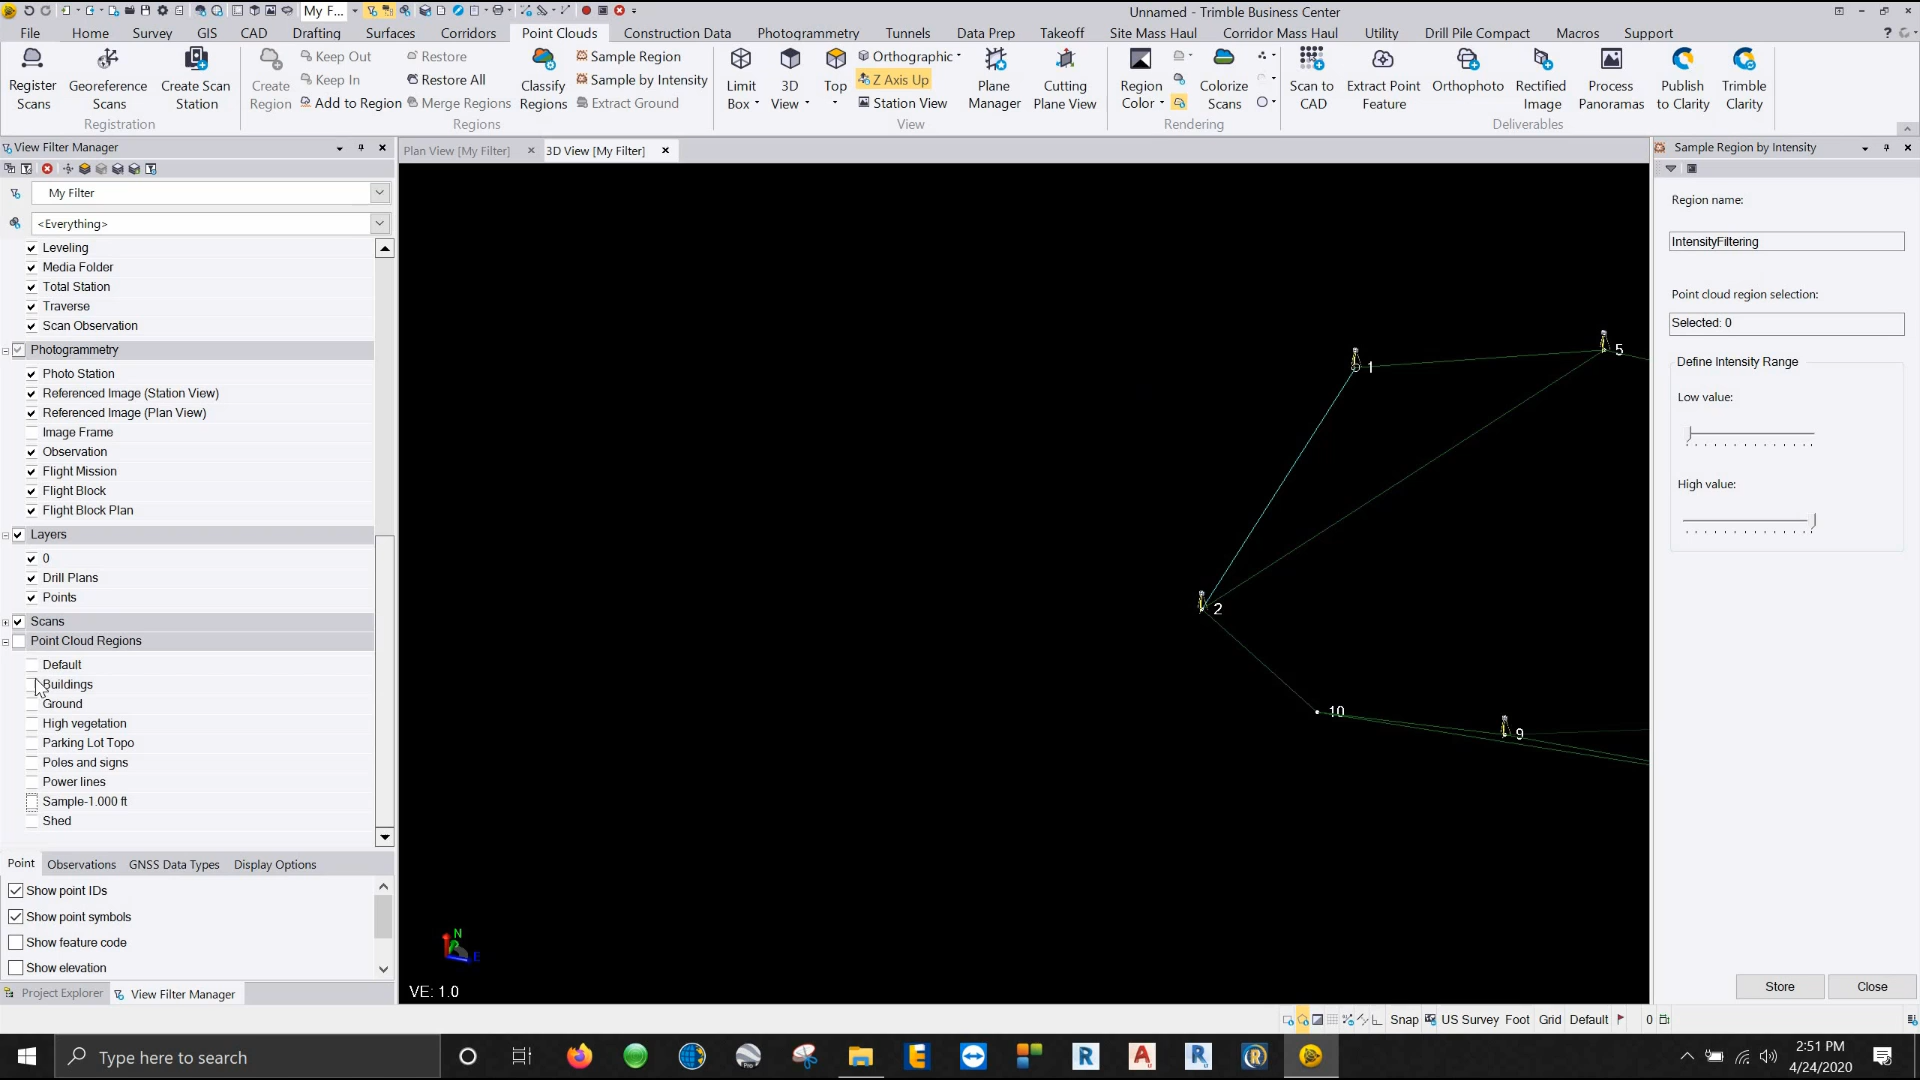 My F...
Unnamed - Trimble Business Center
File Home Survey GIS CAD Drafting Surfaces Corridors Point Clouds Construction Data Photogrammetry Tunnels Data Prep Takeoff Site Mass Haul Corridor Mass Haul Utility Drill Pile Compact Macros Support
Register Scans
Georeference Scans
Create Scan Station
Registration
Create Region
Keep Out
Keep In
Add to Region
Restore
Restore All
Merge Regions
Classify Regions
Sample Region
Sample by Intensity
Extract Ground
Regions
Limit Box
3D View
Top
Orthographic
Z Axis Up
Station View
Plane Manager
Cutting Plane View
View
Region Color
Colorize Scans
Rendering
Scan to CAD
Extract Point Feature
Orthophoto
Rectified Image
Process Panoramas
Publish to Clarity
Trimble Clarity
Deliverables
View Filter Manager
My Filter
<Everything>
Leveling
Media Folder
Total Station
Traverse
Scan Observation
Photogrammetry
Photo Station
Referenced Image (Station View)
Referenced Image (Plan View)
Image Frame
Observation
Flight Mission
Flight Block
Flight Block Plan
Layers
0
Drill Plans
Points
Scans
Point Cloud Regions
Default
Buildings
Ground
High vegetation
Parking Lot Topo
Poles and signs
Power lines
Sample-1.000 ft
Shed
Point Observations GNSS Data Types Display Options
Show point IDs
Show point symbols
Show feature code
Show elevation
Project Explorer View Filter Manager
Plan View [My Filter] 3D View [My Filter]
1
5
2
10
9
N
E
VE: 1.0
Sample Region by Intensity
Region name:
IntensityFiltering
Point cloud region selection:
Selected: 0
Define Intensity Range
Low value:
High value:
Store Close
Snap US Survey Foot Grid Default 0
Type here to search
2:51 PM
4/24/2020